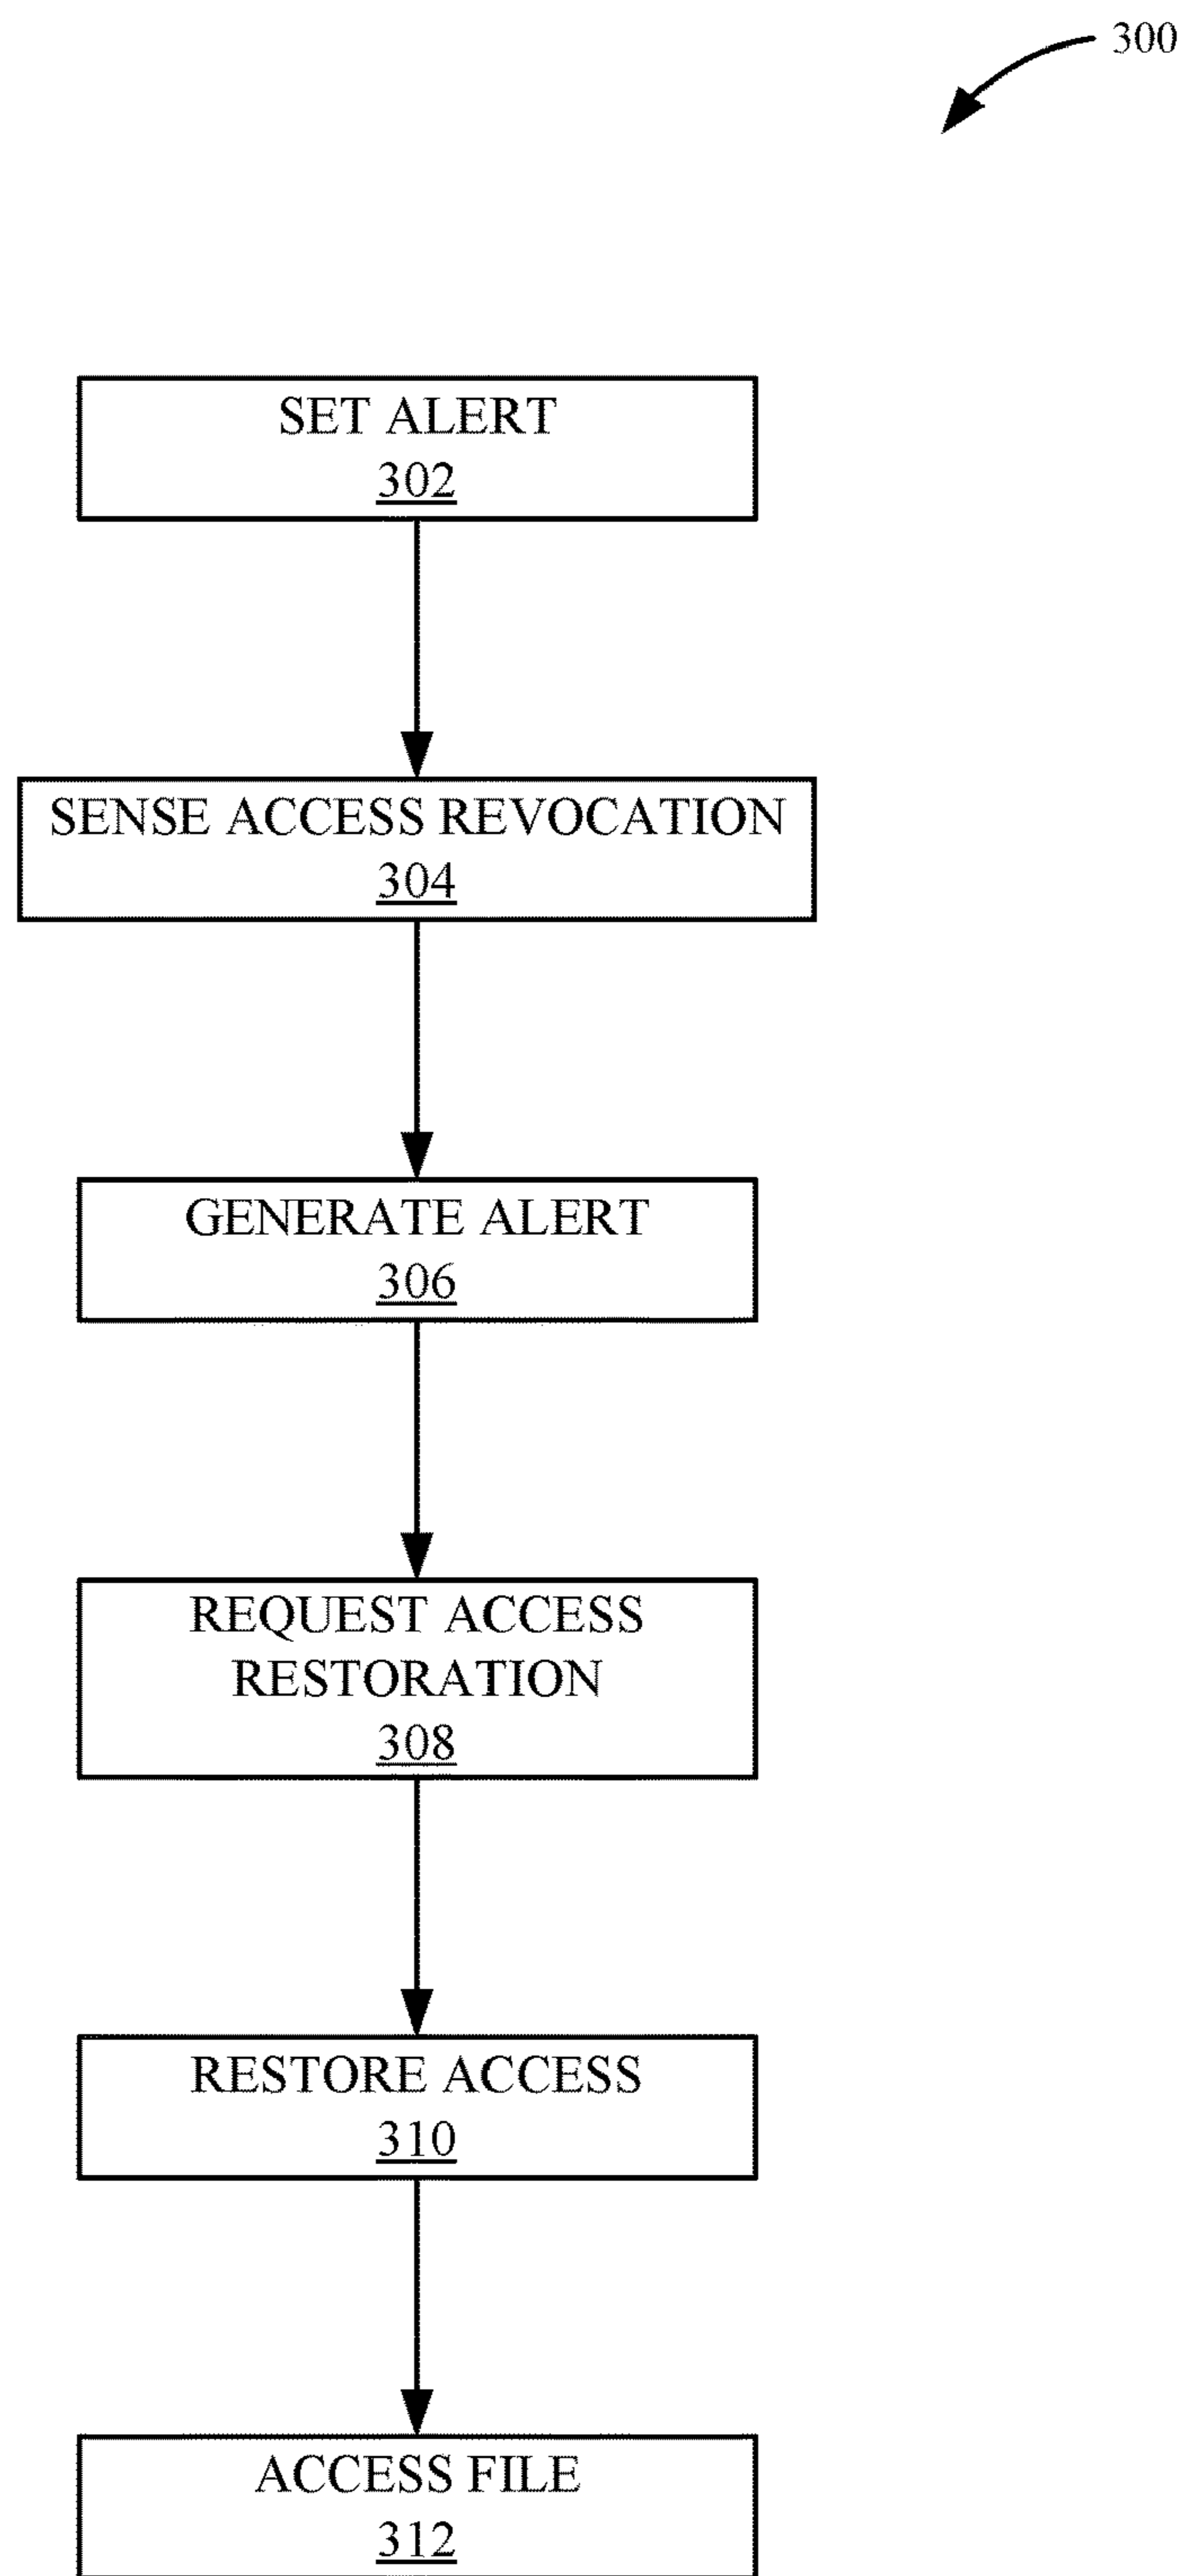 300
SET ALERT
302
SENSE ACCESS REVOCATION
304
GENERATE ALERT
306
REQUEST ACCESS
RESTORATION
308
RESTORE ACCESS
310
ACCESS FILE
312